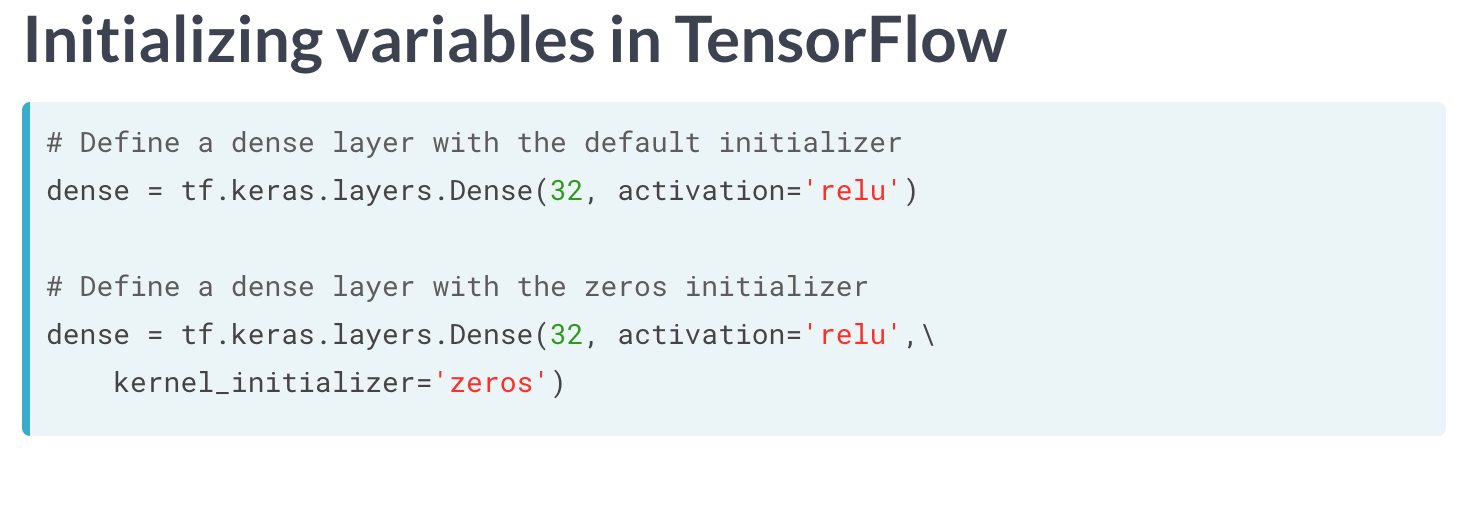 Initializing variables in TensorFlow
# Define a dense layer with the default initializer
dense = tf.keras.layers.Dense(32, activation='relu')
# Define a dense layer with the zeros initializer
dense = tf.keras.layers.Dense(32, activation='relu',\
    kernel_initializer='zeros')